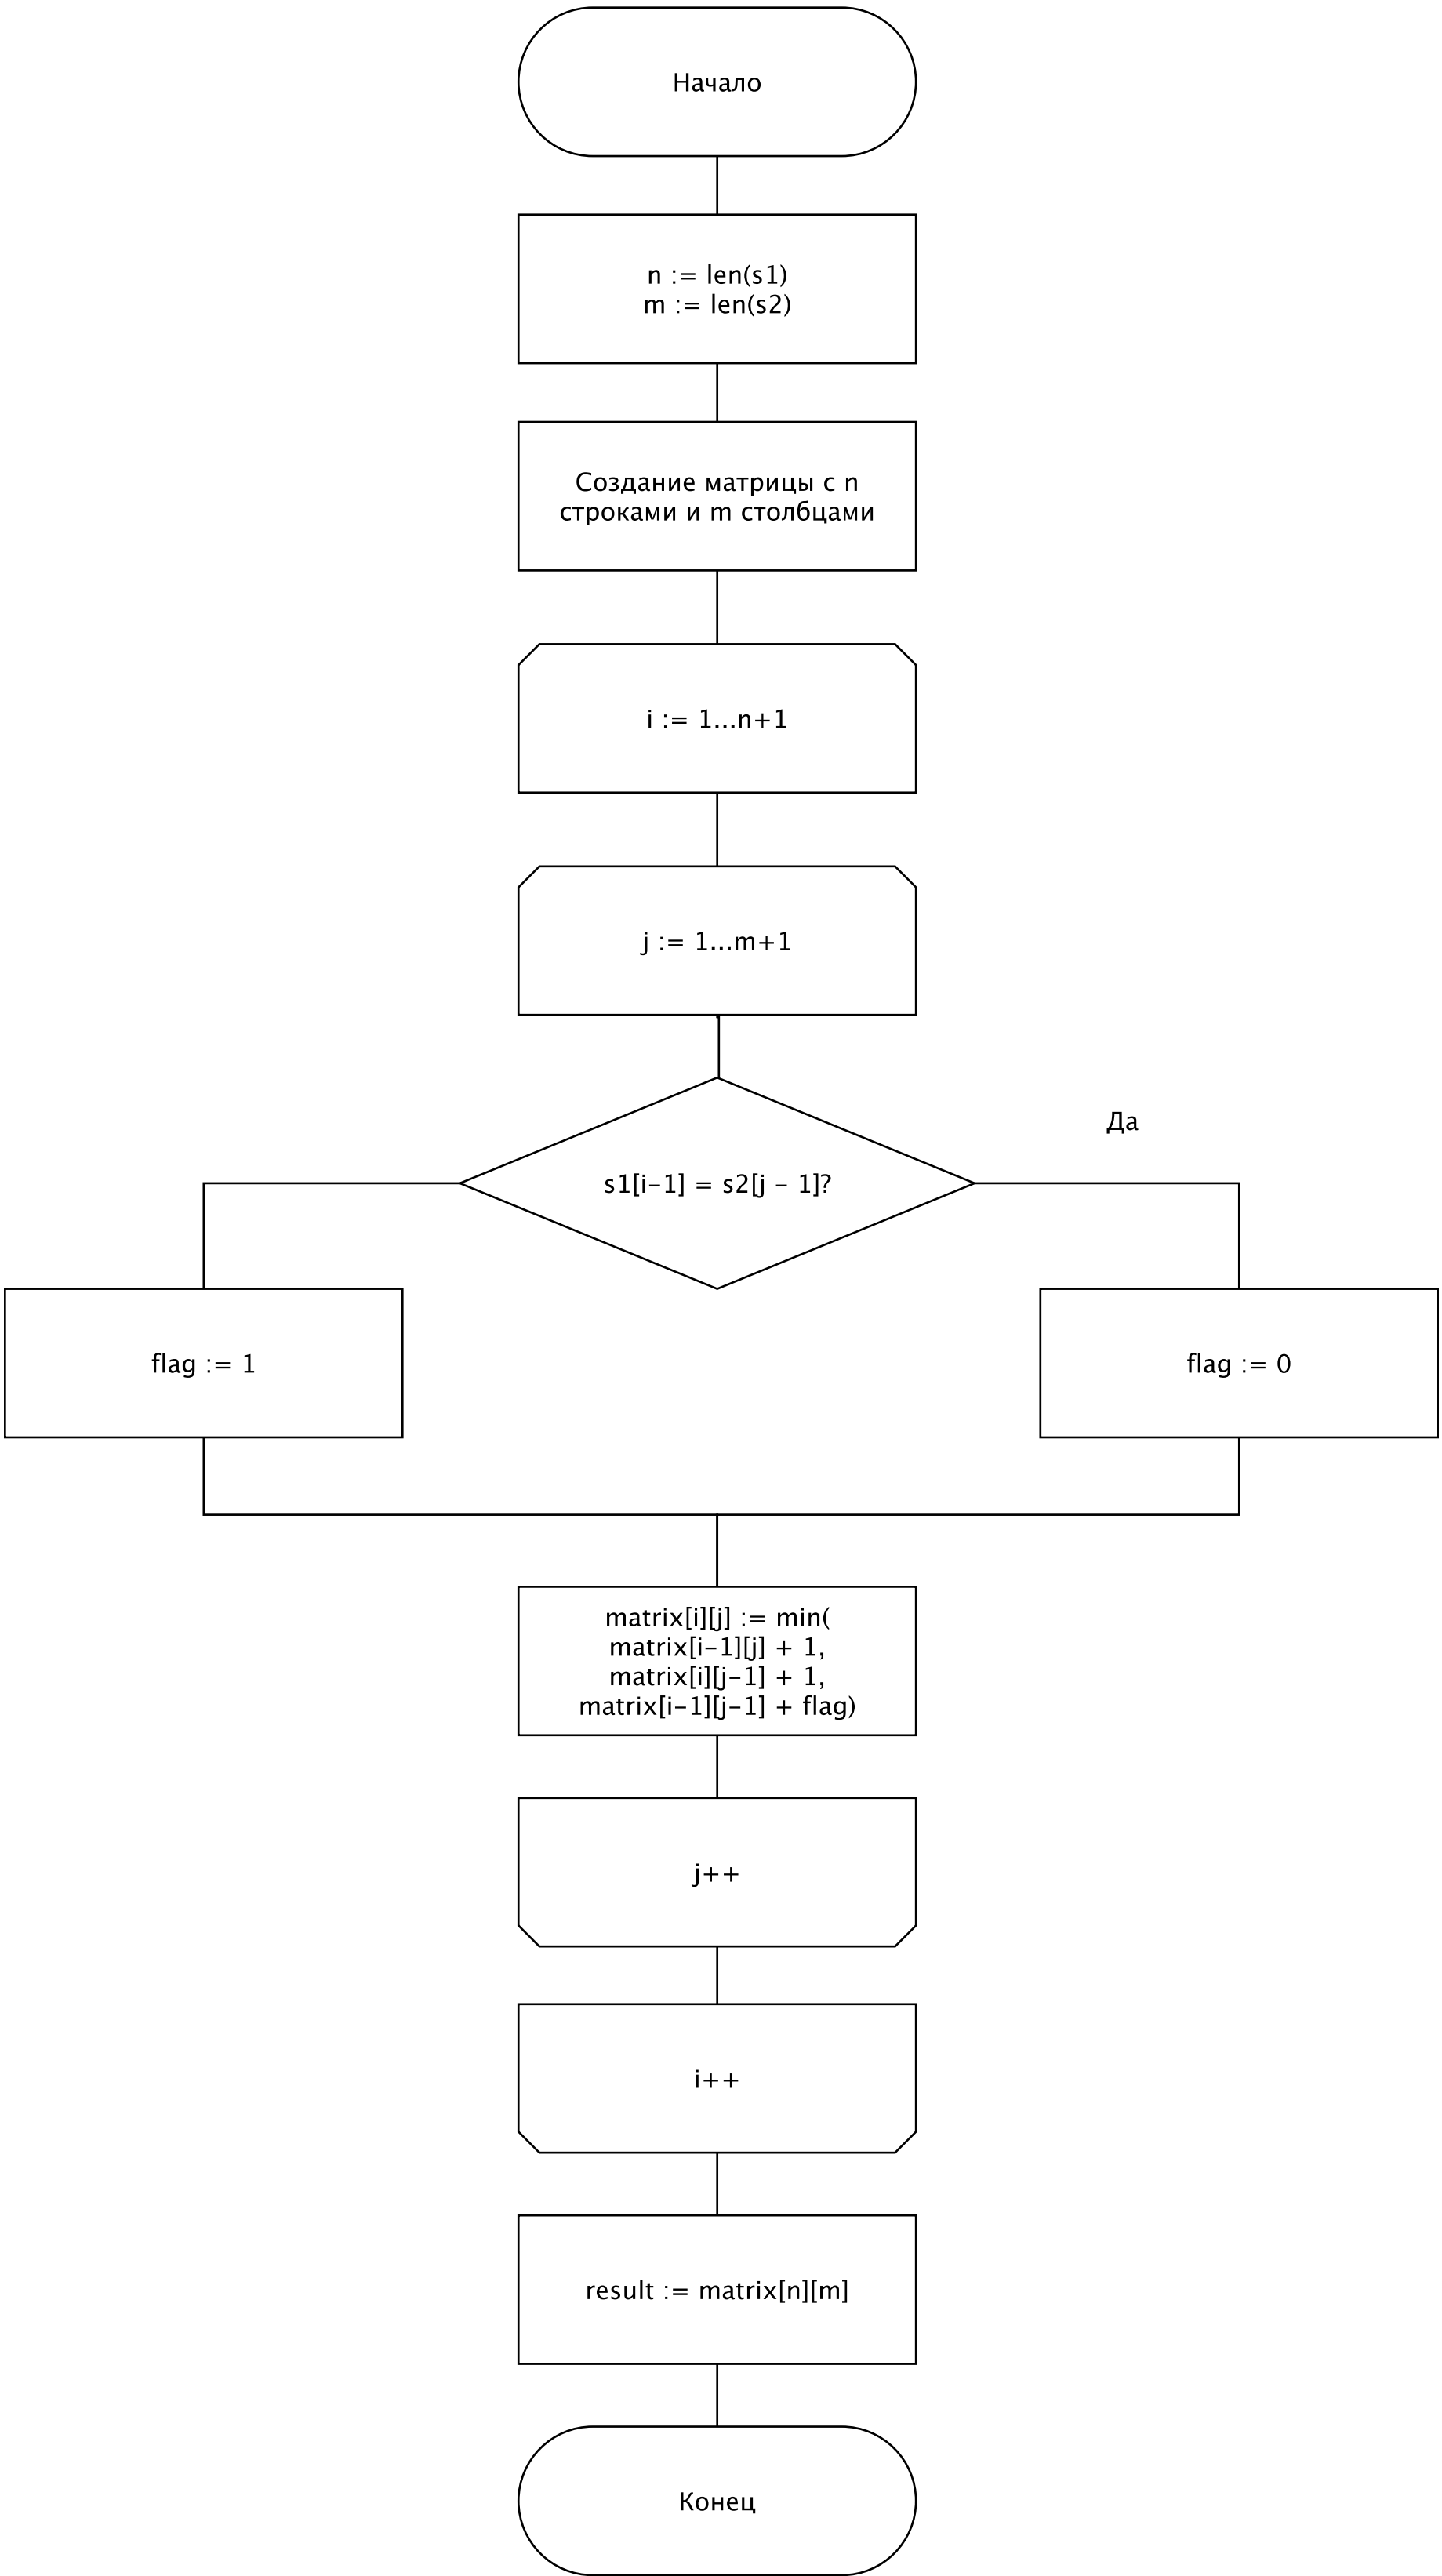 Начало
n := len(s1)
m := len(s2)
Создание матрицы с n
строками и m столбцами
i := 1...n+1
j := 1...m+1
Да
s1[i-1] = s2[j - 1]?
flag := 1
flag := 0
matrix[i][j] := min(
matrix[i-1][j] + 1,
matrix[i][j-1] + 1,
matrix[i-1][j-1] + flag)
j++
i++
result := matrix[n][m]
Конец